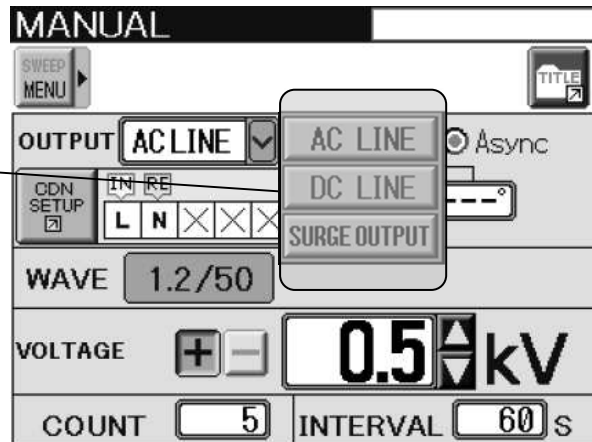 MANUAL
SWEEP
MENU
TITLE
OUTPUT AC LINE AC LINE Async
CDN
SETUP
IN RE
L N
DC LINE ---°
SURGE OUTPUT
WAVE 1.2/50
VOLTAGE + − 0.5 kV
COUNT 5 INTERVAL 60 s